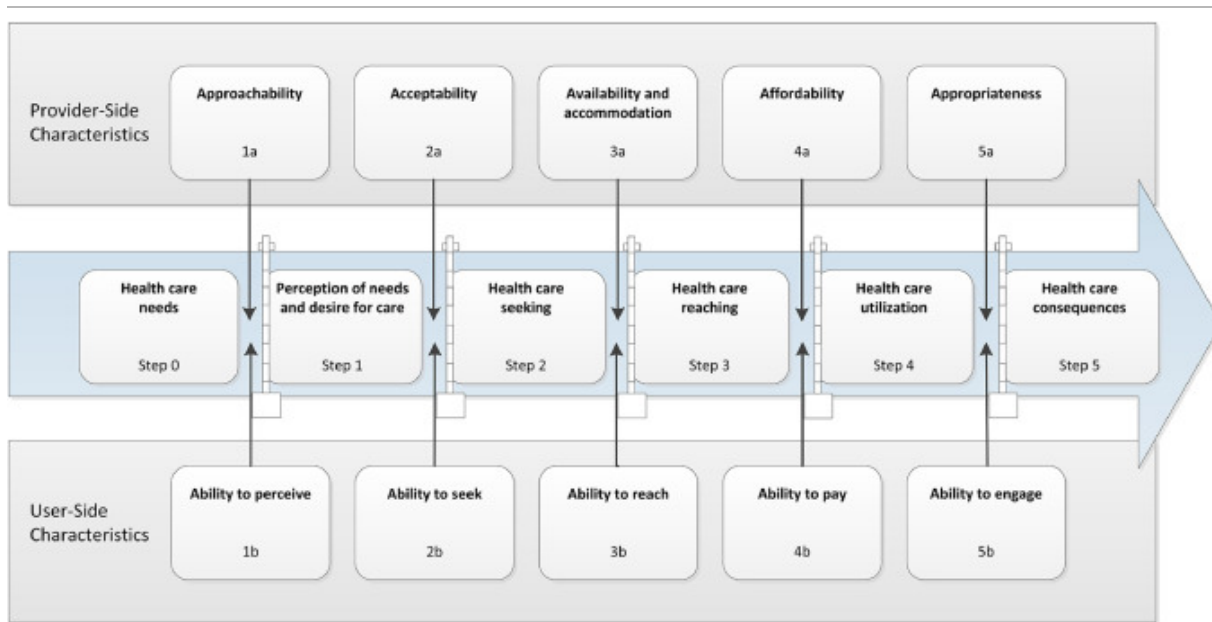 Provider-Side
Characteristics
Approachability
1a
Acceptability
2a
Availability and
accommodation
3a
Affordability
4a
Appropriateness
5a
Health care
needs
Step 0
Perception of needs
and desire for care
Step 1
Health care
seeking
Step 2
Health care
reaching
Step 3
Health care
utilization
Step 4
Health care
consequences
Step 5
User-Side
Characteristics
Ability to perceive
1b
Ability to seek
2b
Ability to reach
3b
Ability to pay
4b
Ability to engage
5b